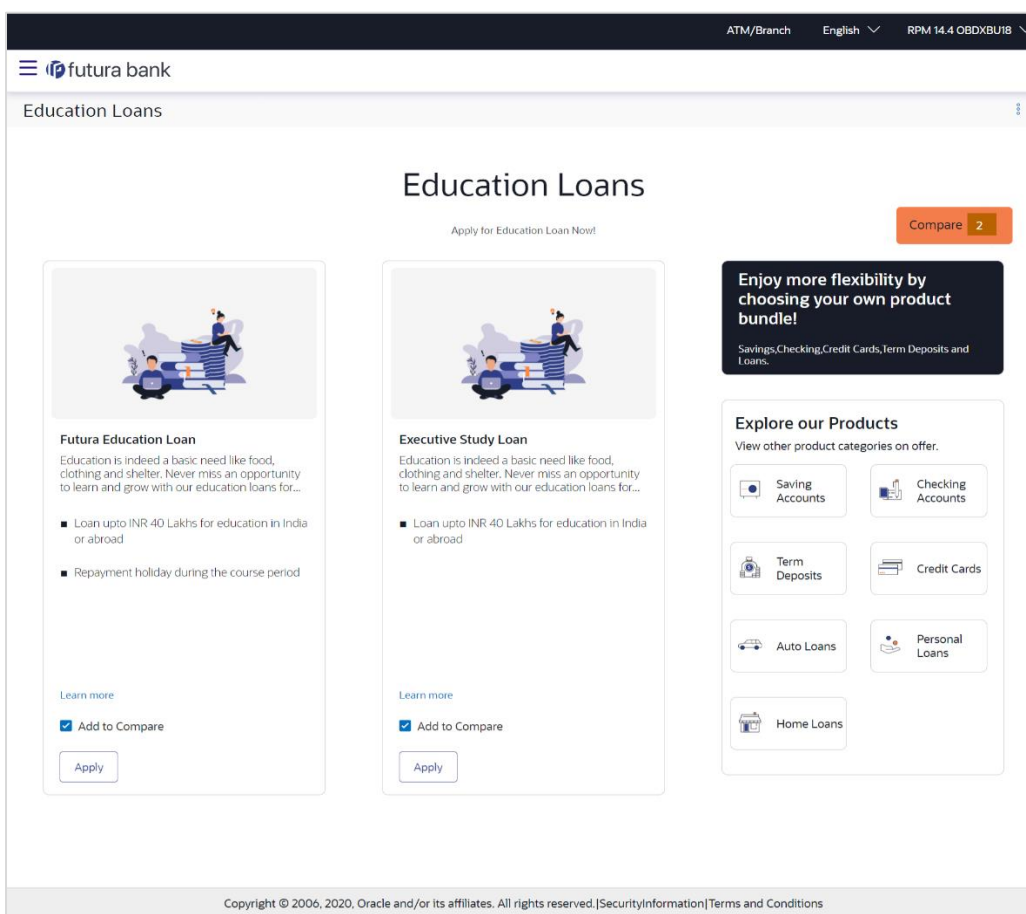 ATM/Branch English RPM 14.4 OBDXBU18
futura bank
Education Loans
Education Loans
Apply for Education Loan Now!
Compare 2
Futura Education Loan
Education is indeed a basic need like food,
clothing and shelter. Never miss an opportunity
to learn and grow with our education loans for...
Loan upto INR 40 Lakhs for education in India
or abroad
Repayment holiday during the course period
Learn more
Add to Compare
Apply
Executive Study Loan
Education is indeed a basic need like food,
clothing and shelter. Never miss an opportunity
to learn and grow with our education loans for...
Loan upto INR 40 Lakhs for education in India
or abroad
Learn more
Add to Compare
Apply
Enjoy more flexibility by
choosing your own product
bundle!
Savings,Checking,Credit Cards,Term Deposits and
Loans.
Explore our Products
View other product categories on offer.
Saving
Accounts
Checking
Accounts
Term
Deposits
Credit Cards
Auto Loans
Personal
Loans
Home Loans
Copyright © 2006, 2020, Oracle and/or its affiliates. All rights reserved.|SecurityInformation|Terms and Conditions